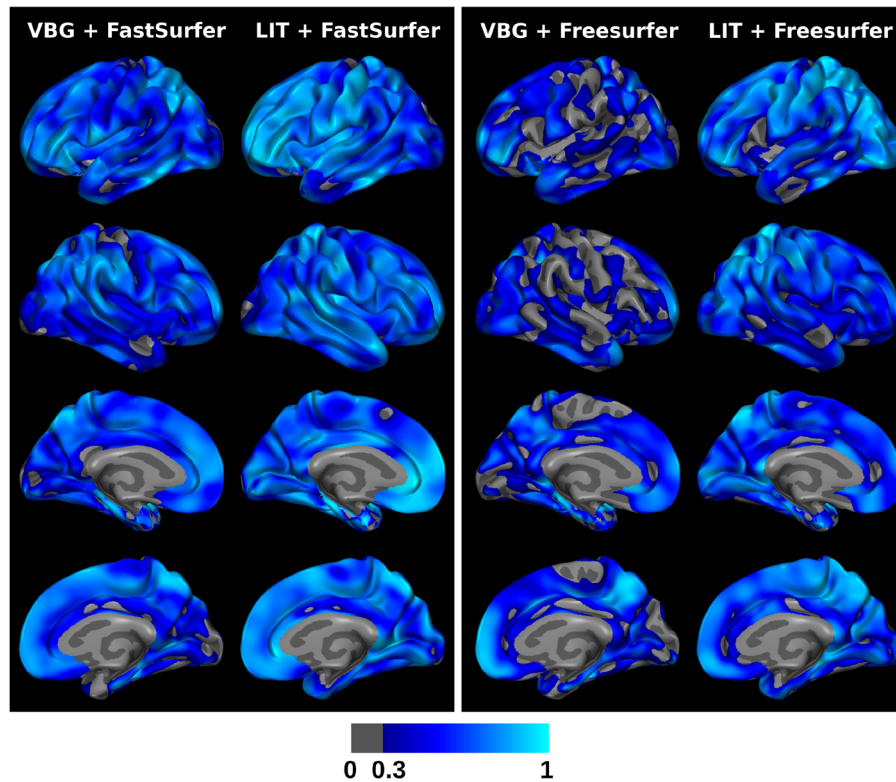 VBG + FastSurfer LIT + FastSurfer VBG + Freesurfer LIT + Freesurfer
0 0.3 1